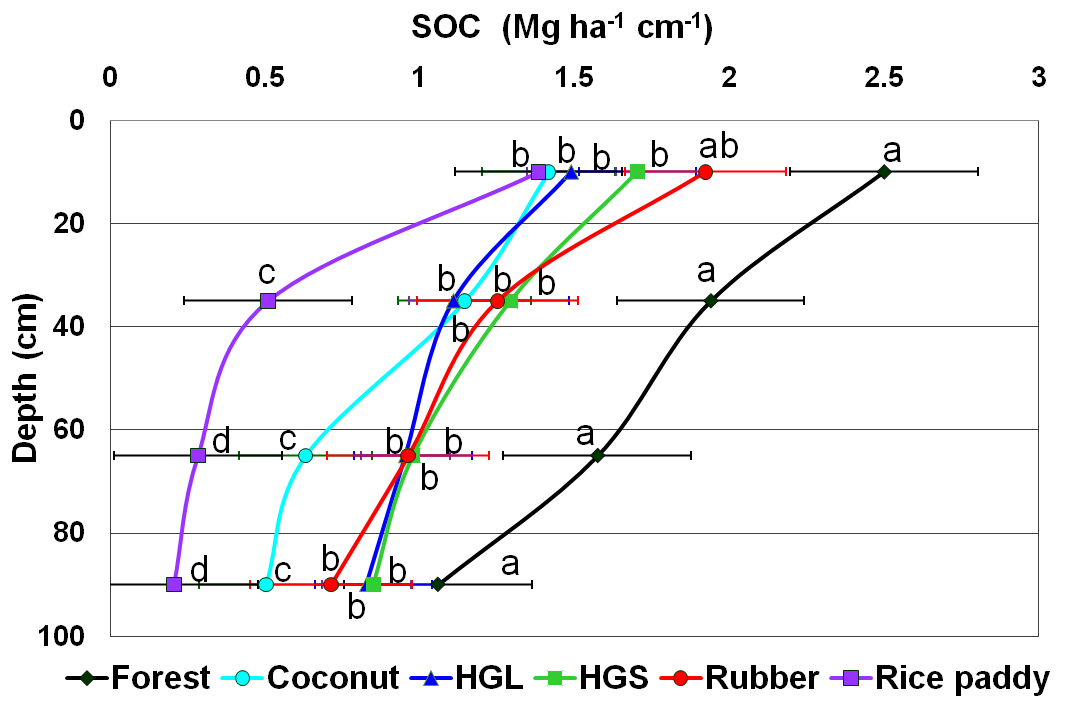 SOC (Mg ha⁻¹ cm⁻¹)
0 0.5 1 1.5 2 2.5 3
0
b b b b ab a
20
c b b b a
b
40
Depth (cm)
60
d c b b a
b
80
d c b b a
b
100
Forest Coconut HGL HGS Rubber Rice paddy